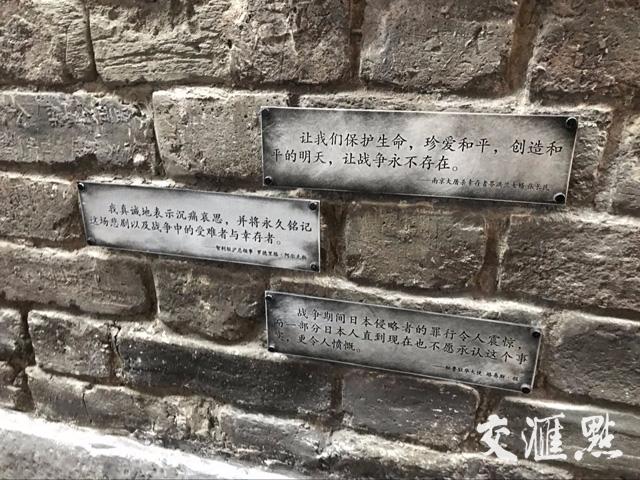 让我们保护生命，珍爱和平，创造和
平的明天，让战争永不存在。
我真诚地表示沉痛哀思，并将永久铭记
这场悲剧以及战争中的受难者与幸存者。
战争期间日本侵略者的罪行令人震惊，
而一部分日本人直到现在也不愿承认这个事
实，更令人愤慨。
交滙點